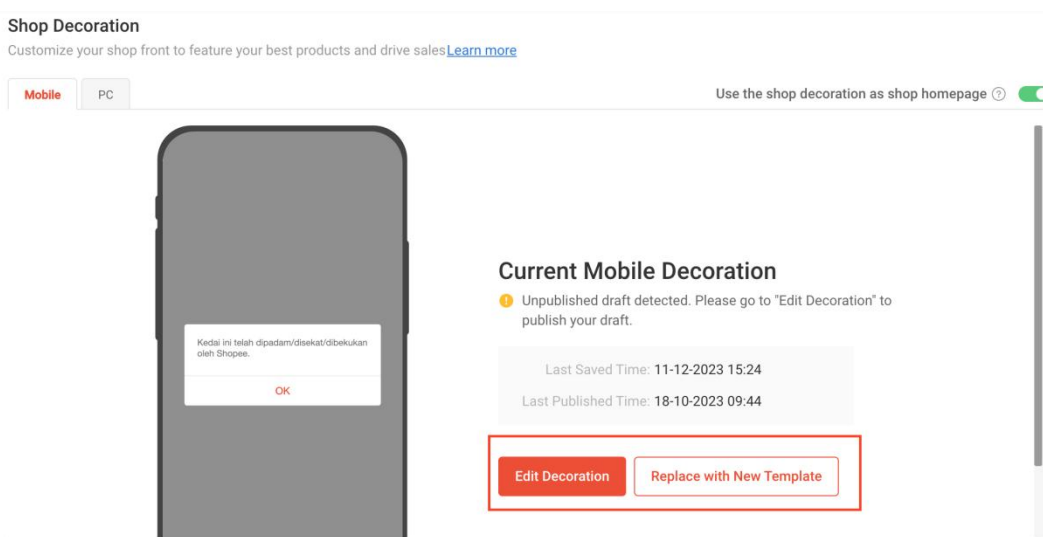 Shop Decoration
Customize your shop front to feature your best products and drive salesLearn more
Mobile
PC
Use the shop decoration as shop homepage ?
Kedai ini telah dipadam/disekat/dibekukan
oleh Shopee.
OK
Current Mobile Decoration
! Unpublished draft detected. Please go to "Edit Decoration" to
publish your draft.
Last Saved Time: 11-12-2023 15:24
Last Published Time: 18-10-2023 09:44
Edit Decoration
Replace with New Template